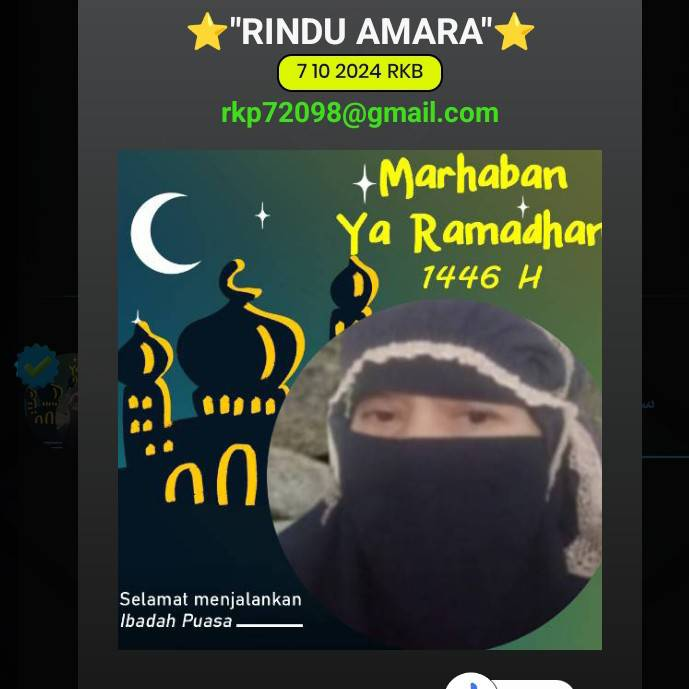 "RINDU AMARA"
7 10 2024 RKB
rkp72098@gmail.com
Marhaban
Ya Ramadhan
1446 H
Selamat menjalankan
Ibadah Puasa